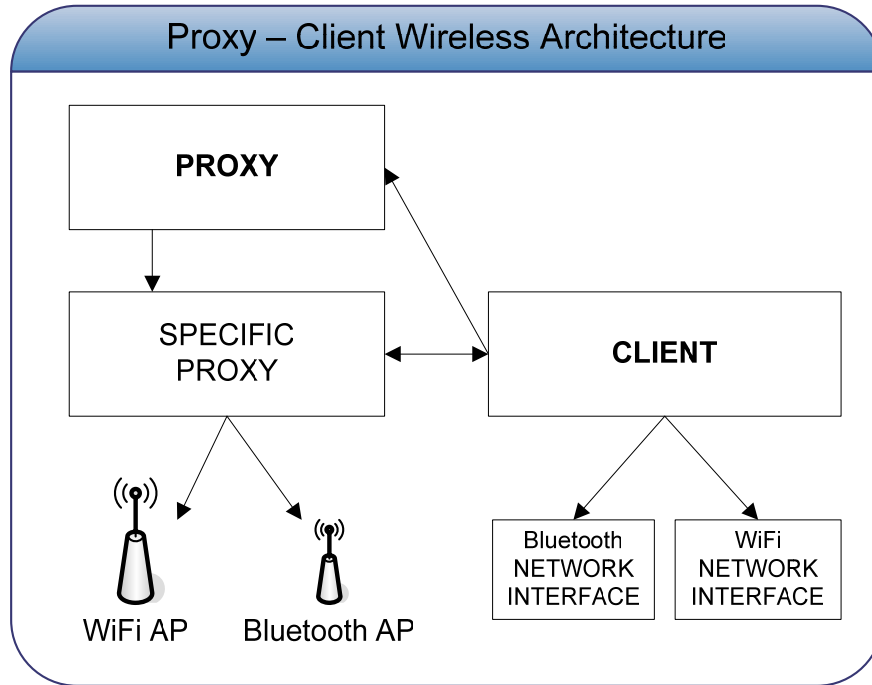 Proxy – Client Wireless Architecture
PROXY
SPECIFIC
PROXY
CLIENT
WiFi AP
Bluetooth AP
Bluetooth
NETWORK
INTERFACE
WiFi
NETWORK
INTERFACE